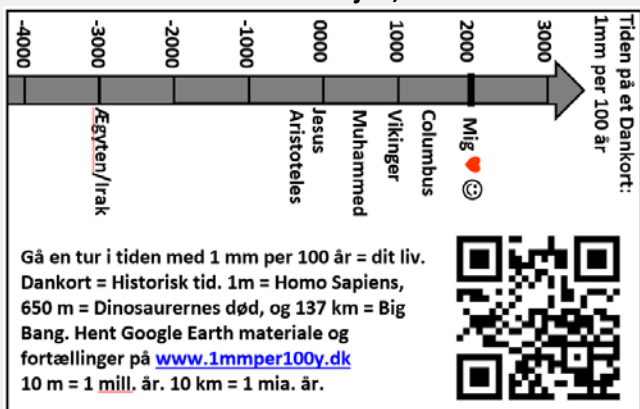 Tiden på et Dankort:
1mm per 100 år
-4000
-3000
-2000
-1000
0000
1000
2000
3000
Ægyten/Irak
Aristoteles
Jesus
Muhammed
Vikinger
Columbus
Mig ♥ ☺
Gå en tur i tiden med 1 mm per 100 år = dit liv.
Dankort = Historisk tid. 1m = Homo Sapiens,
650 m = Dinosaurernes død, og 137 km = Big
Bang. Hent Google Earth materiale og
fortællinger på www.1mmper100y.dk
10 m = 1 mill. år. 10 km = 1 mia. år.